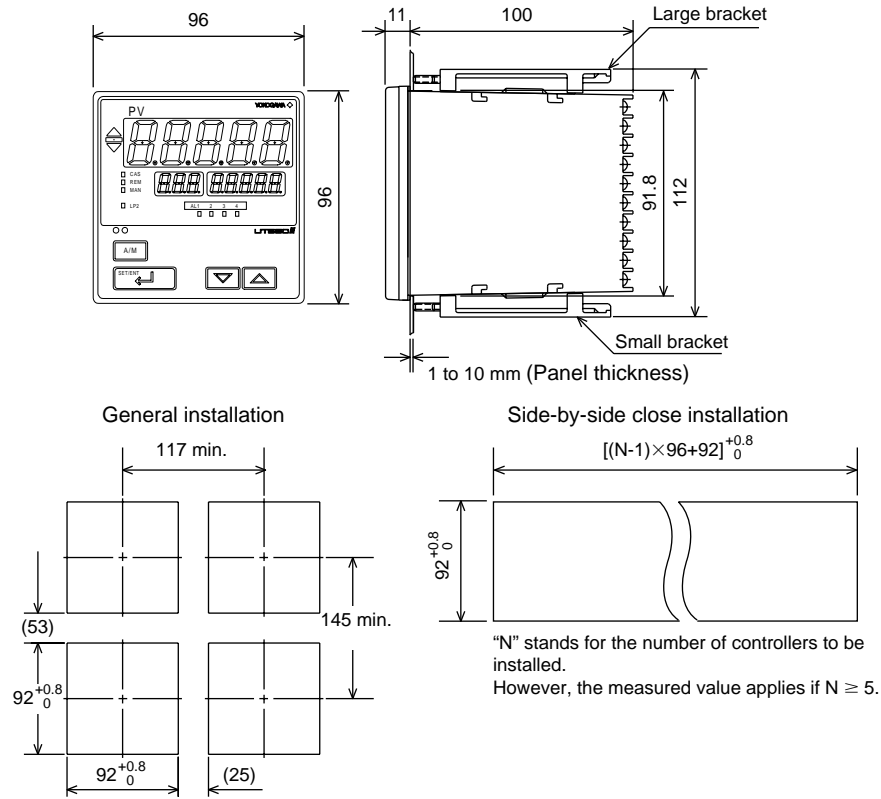 96
11
100
Large bracket
PV
YOKOGAWA
CAS
REM
MAN
LP2
AL1 2 3 4
A/M
SET/ENT
96
91.8
112
Small bracket
1 to 10 mm (Panel thickness)
General installation
117 min.
(53)
145 min.
92 +0.8 0
92 +0.8 0
(25)
Side-by-side close installation
[(N-1)×96+92] +0.8 0
92 +0.8 0
“N” stands for the number of controllers to be
installed.
However, the measured value applies if N ≥ 5.